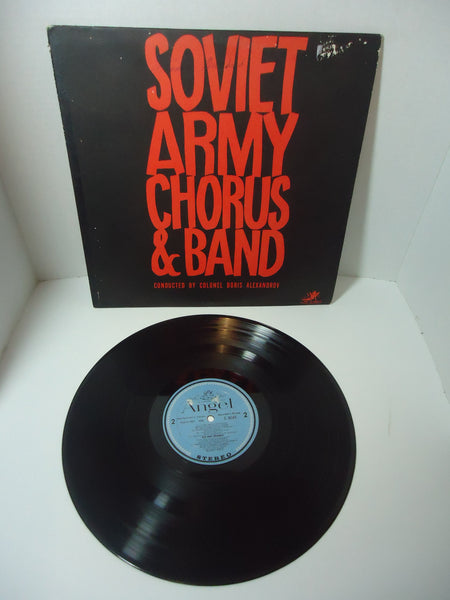 SOVIET
ARMY
CHORUS
& BAND
CONDUCTED BY COLONEL BORIS ALEXANDROV
Angel
2 2
STEREO